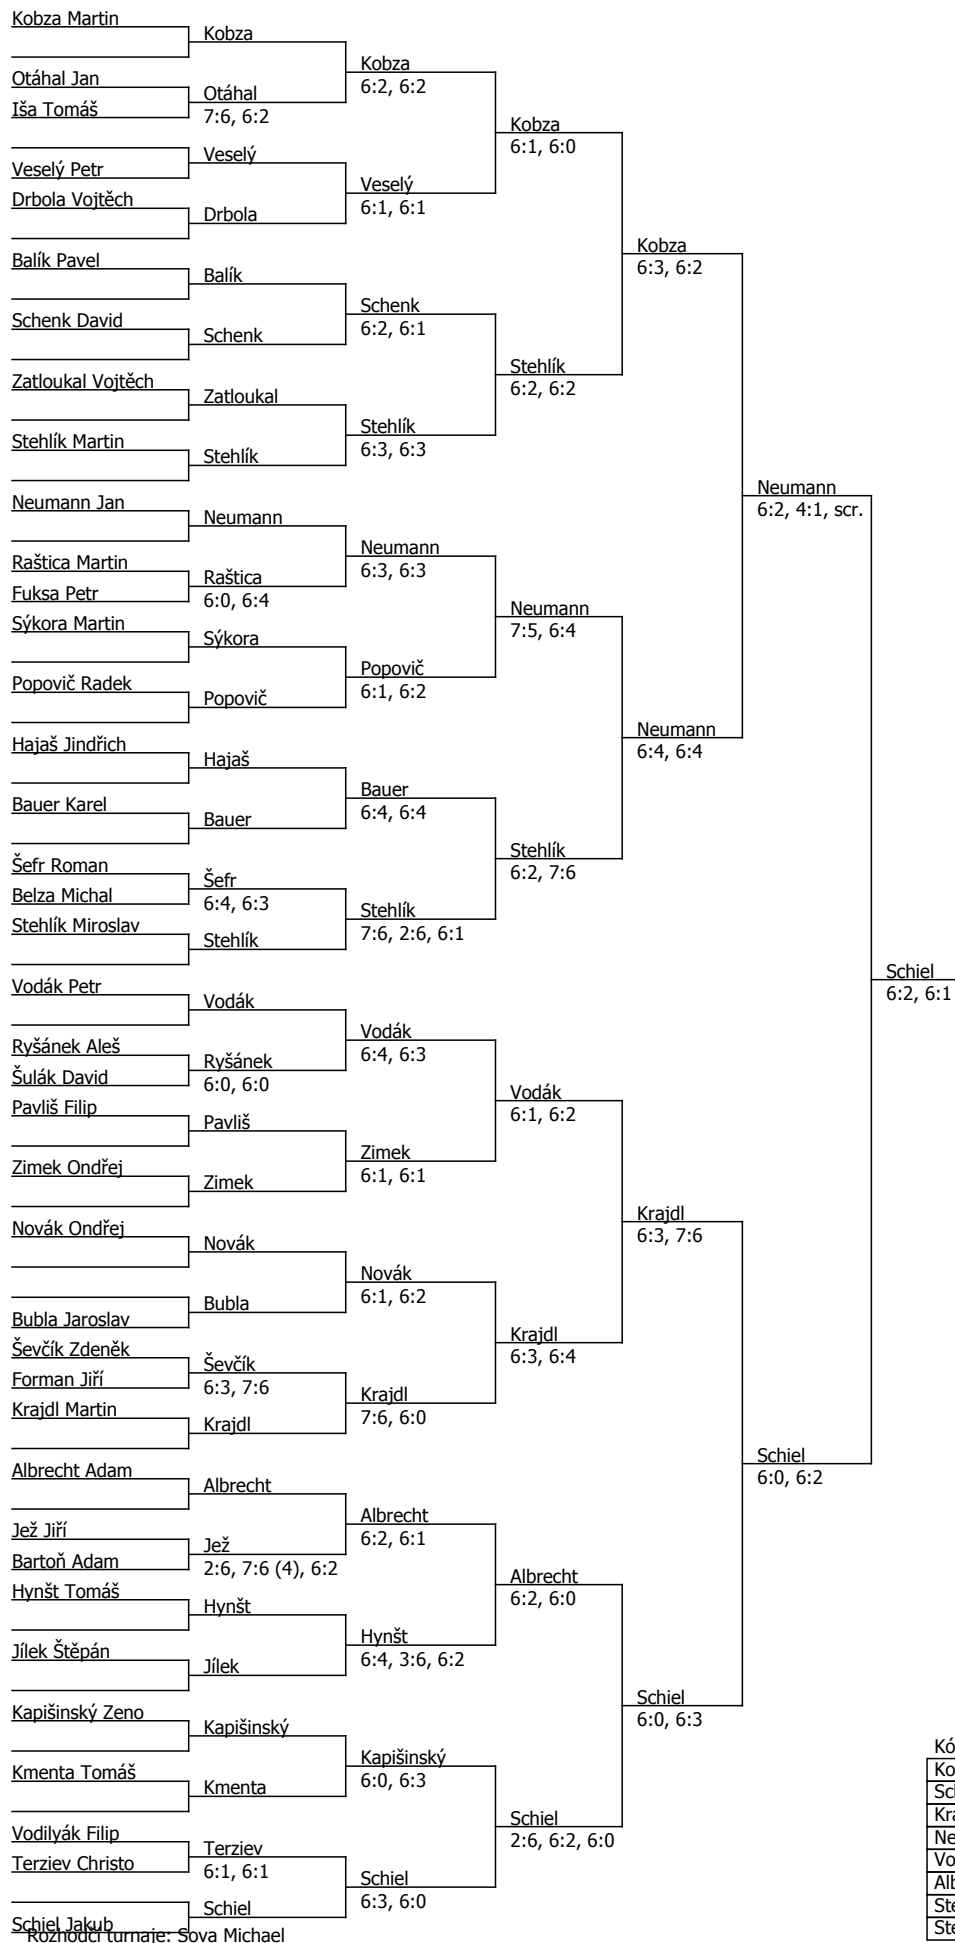 Kobza Martin
Otáhal Jan
Iša Tomáš
Veselý Petr
Drbola Vojtěch
Balík Pavel
Schenk David
Zatloukal Vojtěch
Stehlík Martin
Neumann Jan
Raštica Martin
Fuksa Petr
Sýkora Martin
Popovič Radek
Hajaš Jindřich
Bauer Karel
Šefr Roman
Belza Michal
Stehlík Miroslav
Vodák Petr
Ryšánek Aleš
Šulák David
Pavliš Filip
Zimek Ondřej
Novák Ondřej
Bubla Jaroslav
Ševčík Zdeněk
Forman Jiří
Krajdl Martin
Albrecht Adam
Jež Jiří
Bartoň Adam
Hynšt Tomáš
Jílek Štěpán
Kapišinský Zeno
Kmenta Tomáš
Vodilyák Filip
Terziev Christo
Schiel Jakub
Rozhodčí turnaje: Sova Michael
Kobza
Otáhal
7:6, 6:2
Veselý
Drbola
Balík
Schenk
Zatloukal
Stehlík
Neumann
Raštica
6:0, 6:4
Sýkora
Popovič
Hajaš
Bauer
Šefr
6:4, 6:3
Stehlík
Vodák
Ryšánek
6:0, 6:0
Pavliš
Zimek
Novák
Bubla
Ševčík
6:3, 7:6
Krajdl
Albrecht
Jež
2:6, 7:6 (4), 6:2
Hynšt
Jílek
Kapišinský
Kmenta
Terziev
6:1, 6:1
Schiel
Kobza
6:2, 6:2
Veselý
6:1, 6:1
Schenk
6:2, 6:1
Stehlík
6:3, 6:3
Neumann
6:3, 6:3
Popovič
6:1, 6:2
Bauer
6:4, 6:4
Stehlík
7:6, 2:6, 6:1
Vodák
6:4, 6:3
Zimek
6:1, 6:1
Novák
6:1, 6:2
Krajdl
7:6, 6:0
Albrecht
6:2, 6:1
Hynšt
6:4, 3:6, 6:2
Kapišinský
6:0, 6:3
Schiel
6:3, 6:0
Kobza
6:1, 6:0
Stehlík
6:2, 6:2
Neumann
7:5, 6:4
Stehlík
6:2, 7:6
Vodák
6:1, 6:2
Krajdl
6:3, 6:4
Albrecht
6:2, 6:0
Schiel
2:6, 6:2, 6:0
Kobza
6:3, 6:2
Neumann
6:4, 6:4
Krajdl
6:3, 7:6
Schiel
6:0, 6:3
Neumann
6:2, 4:1, scr.
Schiel
6:0, 6:2
Schiel
6:2, 6:1
Kó
Ko
Kra
Ne
Vo
Ste
Ste